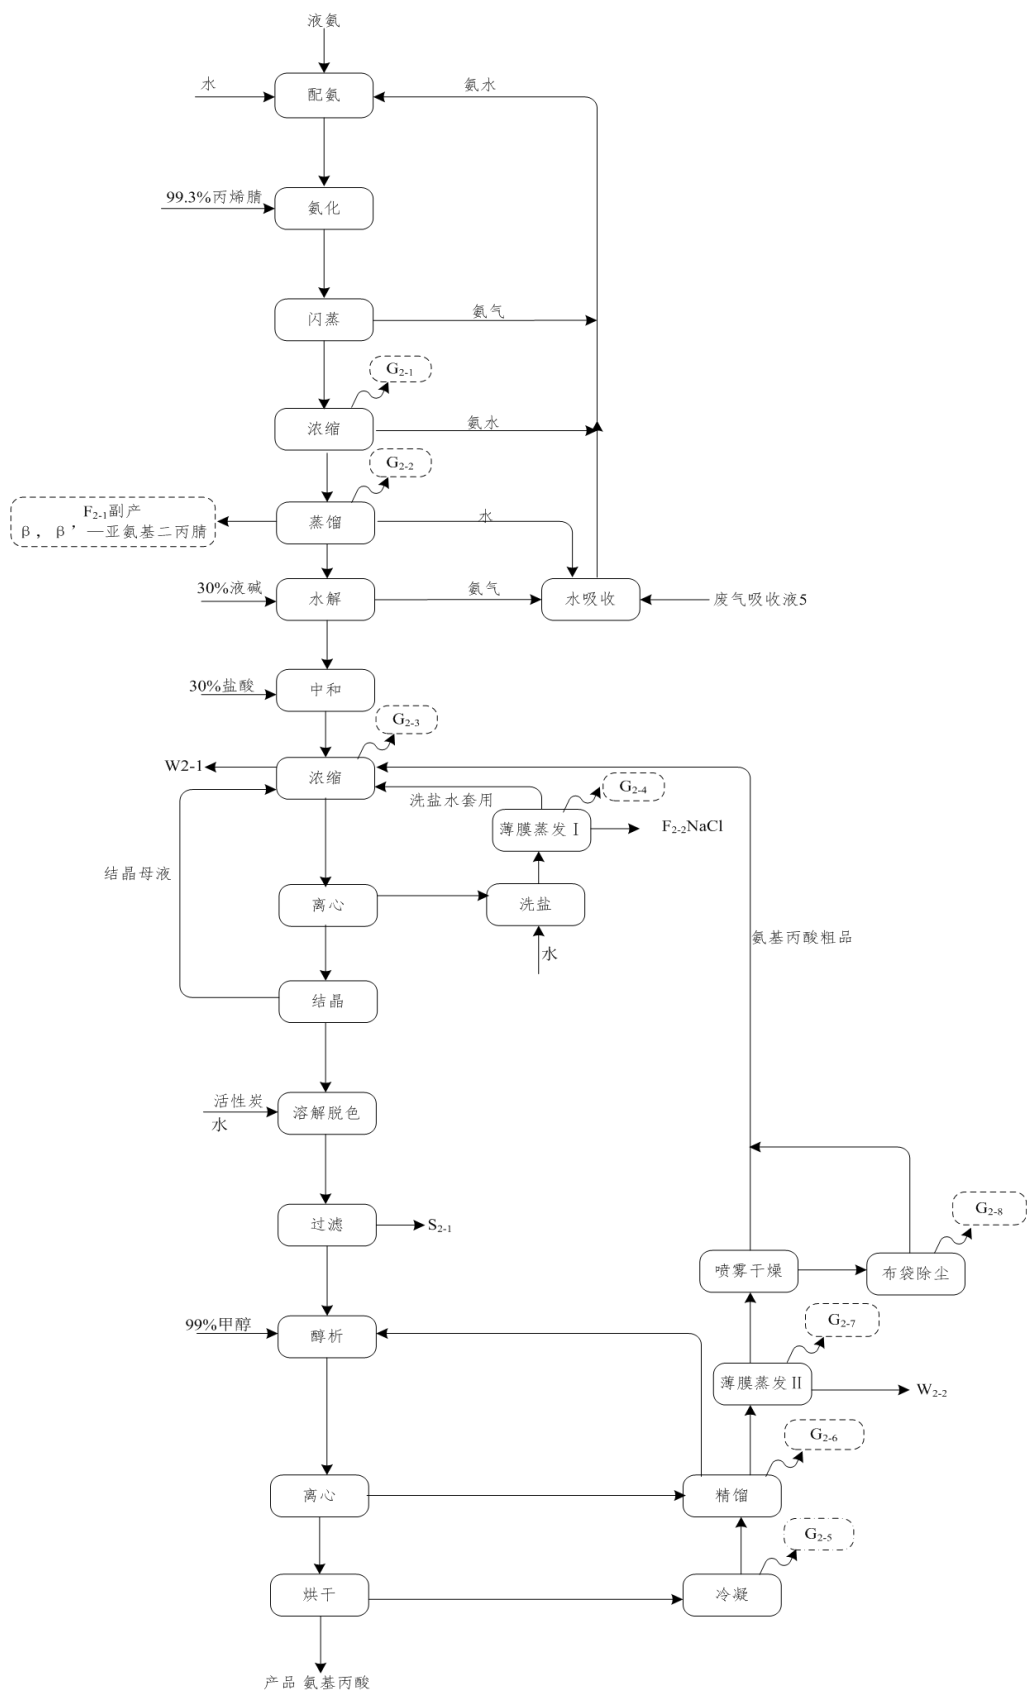 液氨
水
配氨
氨水
99.3%丙烯腈
氨化
闪蒸
氨气
G2-1
浓缩
氨水
G2-2
F2-1副产
β，β’—亚氨基二丙腈
蒸馏
水
30%液碱
水解
氨气
水吸收
废气吸收液5
30%盐酸
中和
G2-3
W2-1
浓缩
洗盐水套用
G2-4
薄膜蒸发Ⅰ
F2-2NaCl
结晶母液
离心
洗盐
水
氨基丙酸粗品
结晶
活性炭
水
溶解脱色
过滤
S2-1
G2-8
喷雾干燥
布袋除尘
99%甲醇
醇析
G2-7
薄膜蒸发Ⅱ
W2-2
G2-6
离心
精馏
G2-5
烘干
冷凝
产品 氨基丙酸